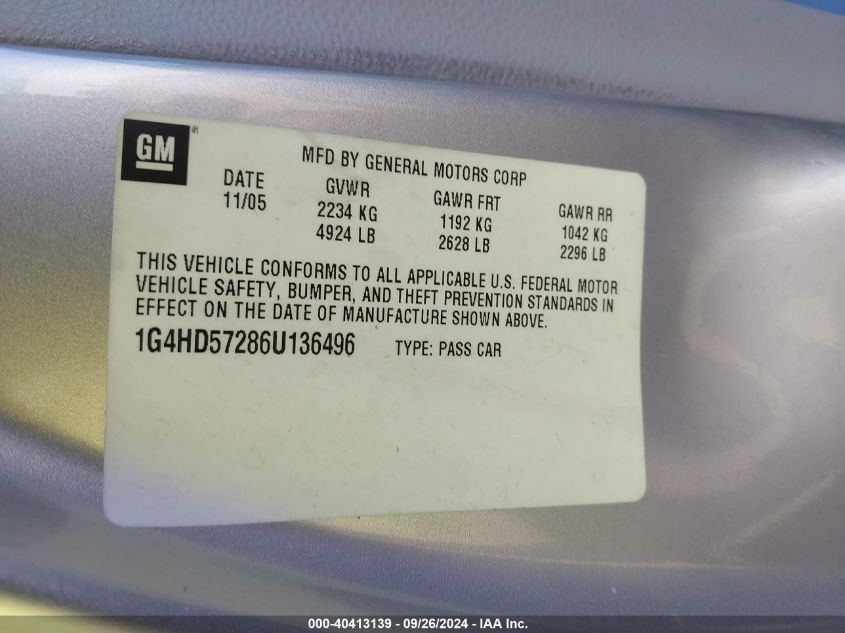 GM ®
MFD BY GENERAL MOTORS CORP
DATE GVWR GAWR FRT GAWR RR
11/05 2234 KG 1192 KG 1042 KG
4924 LB 2628 LB 2296 LB
THIS VEHICLE CONFORMS TO ALL APPLICABLE U.S. FEDERAL MOTOR
VEHICLE SAFETY, BUMPER, AND THEFT PREVENTION STANDARDS IN
EFFECT ON THE DATE OF MANUFACTURE SHOWN ABOVE.
1G4HD57286U136496 TYPE: PASS CAR
000-40413139 - 09/26/2024 - IAA Inc.